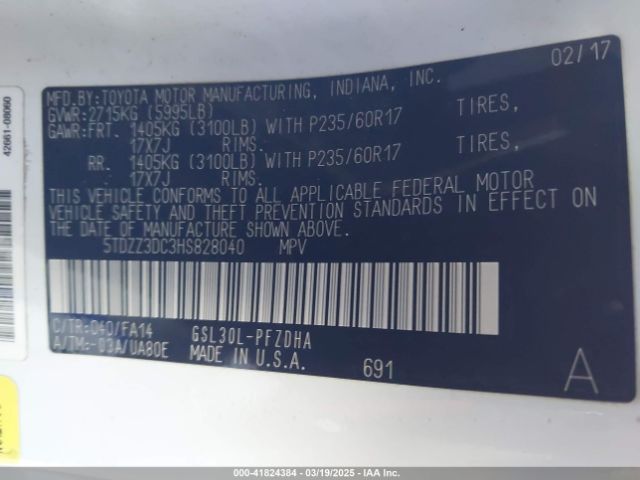 02/17
MFD.BY:TOYOTA MOTOR MANUFACTURING, INDIANA, INC.
GVWR:2715KG (5995LB)
GAWR:FRT. 1405KG (3100LB) WITH P235/60R17 TIRES,
17X7J RIMS.
RR. 1405KG (3100LB) WITH P235/60R17 TIRES,
17X7J RIMS.
THIS VEHICLE CONFORMS TO ALL APPLICABLE FEDERAL MOTOR
VEHICLE SAFETY AND THEFT PREVENTION STANDARDS IN EFFECT ON
THE DATE OF MANUFACTURE SHOWN ABOVE.
5TDZZ3DC3HS828040 MPV
C/TR:040/FA14 GSL30L-PFZDHA
A/TM:-03A/UA80E MADE IN U.S.A.
691
A
42661-08060
000-41824384 | 03/19/2025 | IAA Inc.